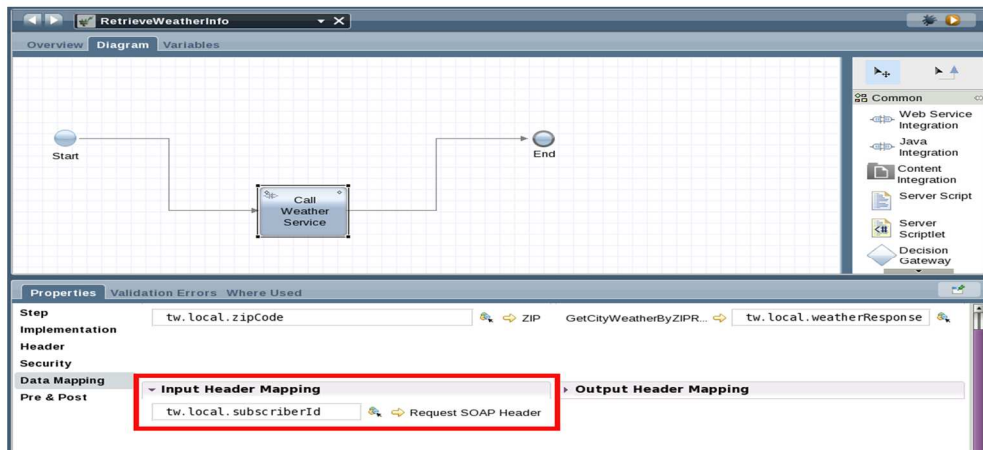 RetrieveWeatherInfo
Overview Diagram Variables
Start
Call
Weather
Service
End
Common
Web Service
Integration
Java
Integration
Content
Integration
Server Script
Server
Scriptlet
Decision
Gateway
Properties Validation Errors Where Used
Step
Implementation
Header
Security
Data Mapping
Pre & Post
tw.local.zipCode ZIP GetCityWeatherByZIPR... tw.local.weatherResponse
Input Header Mapping Output Header Mapping
tw.local.subscriberId Request SOAP Header